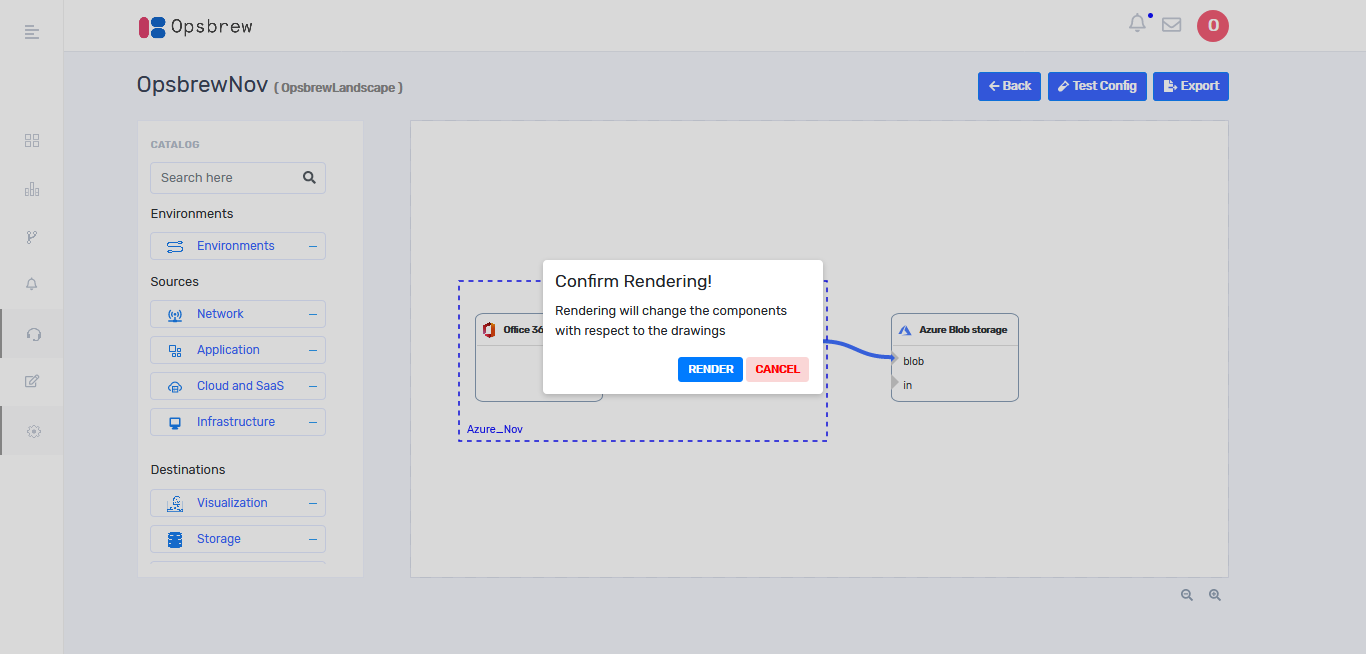 Opsbrew
O
OpsbrewNov ( OpsbrewLandscape )
Back
Test Config
Export
CATALOG
Search here
Environments
Environments
Sources
Network
Application
Cloud and SaaS
Infrastructure
Destinations
Visualization
Storage
Confirm Rendering!
Rendering will change the components
with respect to the drawings
RENDER
CANCEL
Office 36
Azure_Nov
Azure Blob storage
blob
in